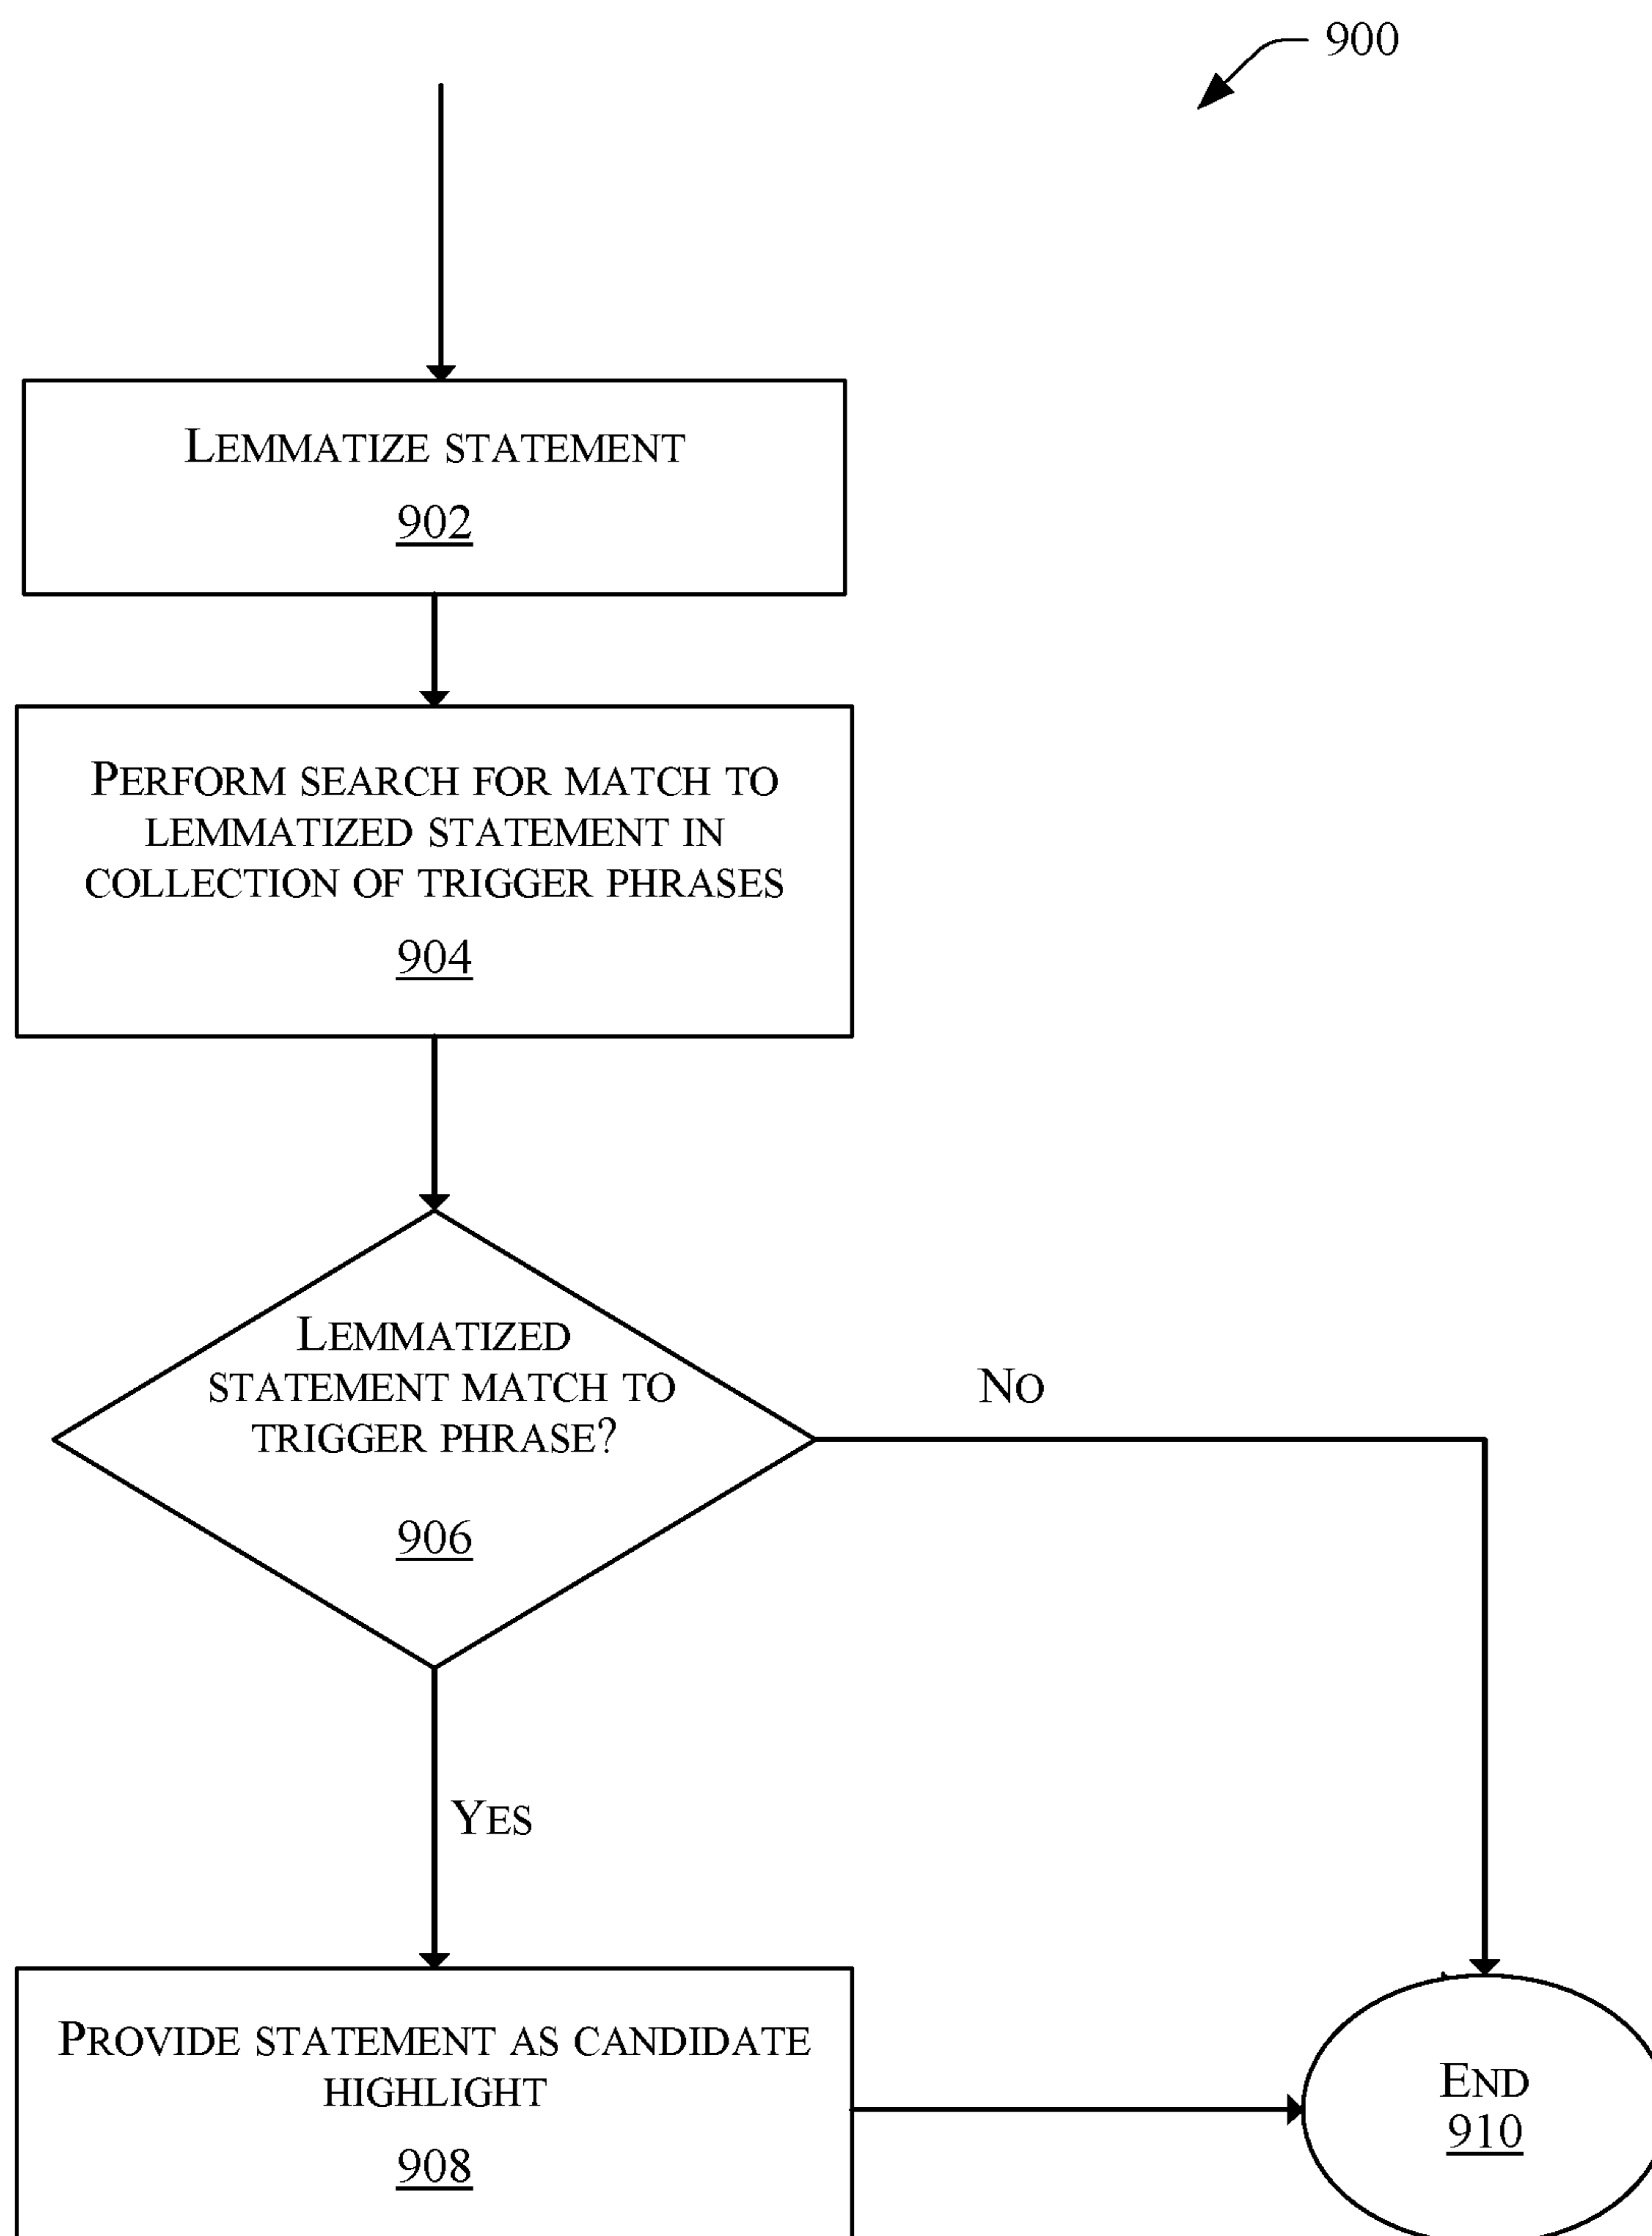 900
LEMMATIZE STATEMENT
902
PERFORM SEARCH FOR MATCH TO
LEMMATIZED STATEMENT IN
COLLECTION OF TRIGGER PHRASES
904
LEMMATIZED
STATEMENT MATCH TO
TRIGGER PHRASE?
906
NO
YES
PROVIDE STATEMENT AS CANDIDATE
HIGHLIGHT
908
END
910